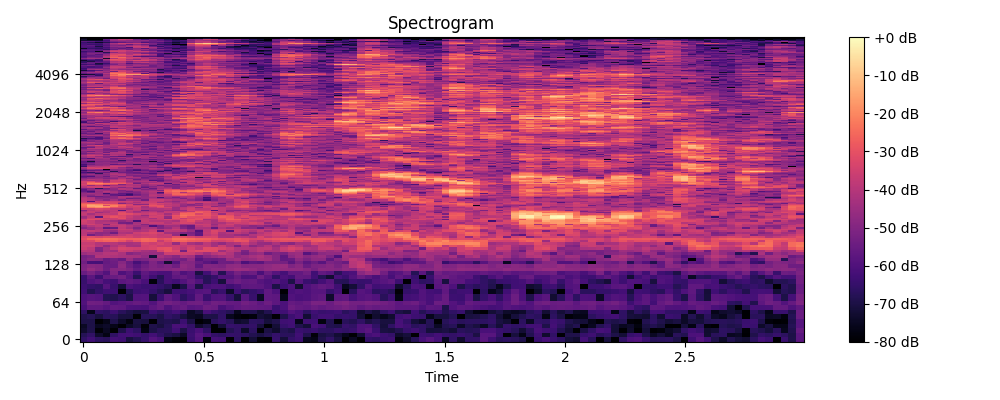 Spectrogram
Hz
4096
2048
1024
512
256
128
64
0
0
0.5
1
1.5
2
2.5
Time
+0 dB
-10 dB
-20 dB
-30 dB
-40 dB
-50 dB
-60 dB
-70 dB
-80 dB